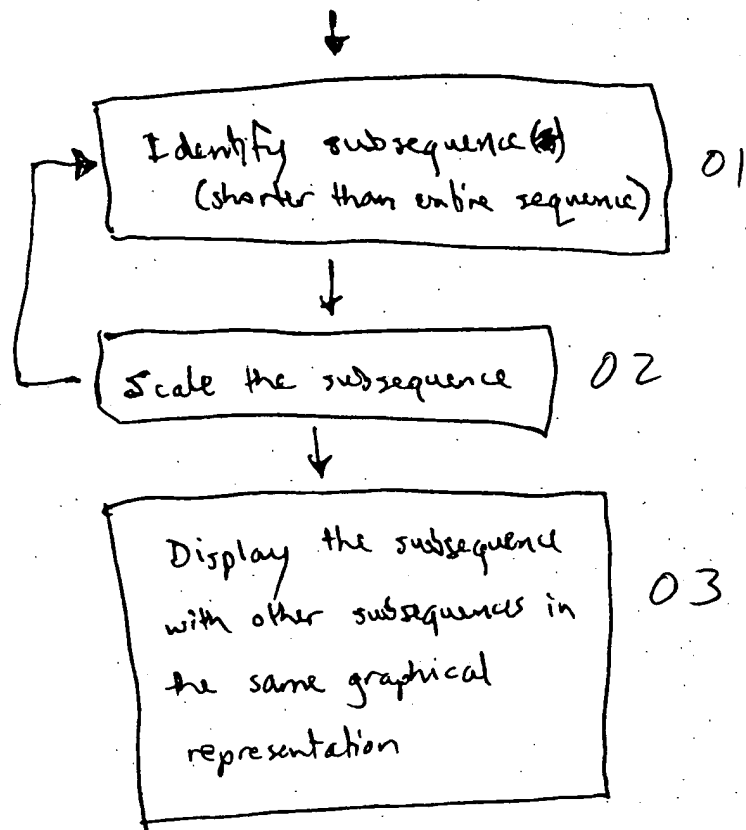 Identify subsequence
(shorter than entire sequence)
01
Scale the subsequence
02
Display the subsequence
with other subsequences in
the same graphical
representation
03